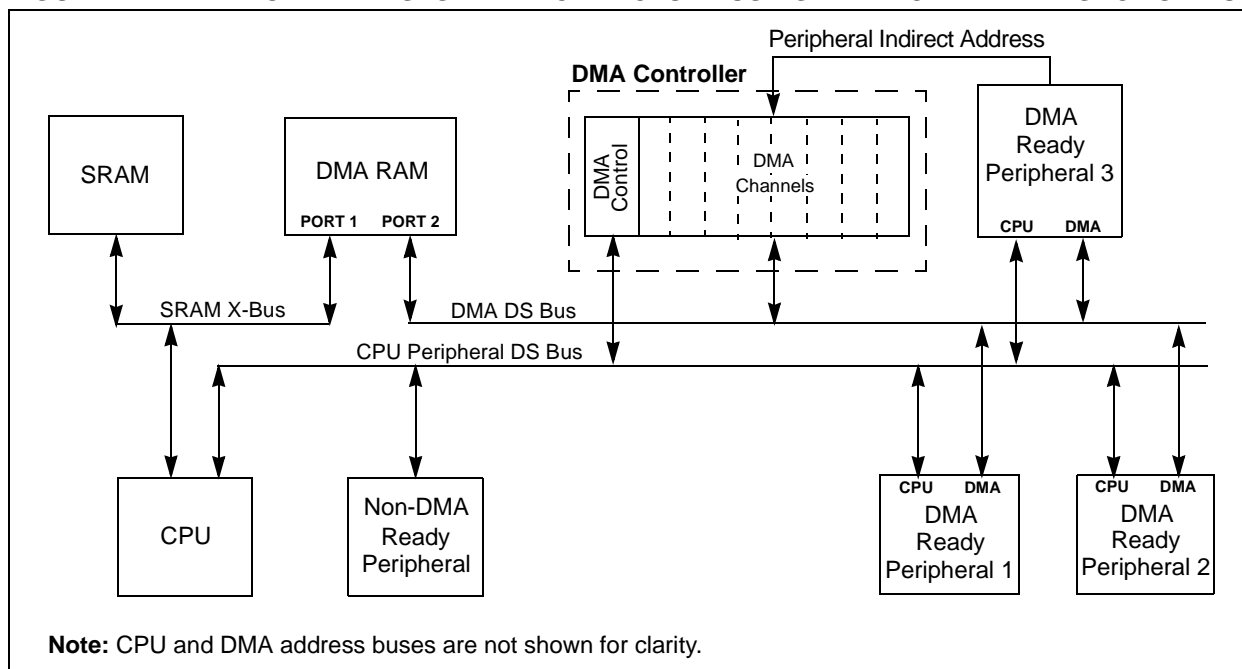 Peripheral Indirect Address
DMA Controller
SRAM
DMA RAM
PORT 1 PORT 2
DMA
Control
DMA
Channels
DMA
Ready
Peripheral 3
CPU DMA
SRAM X-Bus
DMA DS Bus
CPU Peripheral DS Bus
CPU
Non-DMA
Ready
Peripheral
CPU DMA
DMA
Ready
Peripheral 1
CPU DMA
DMA
Ready
Peripheral 2
Note: CPU and DMA address buses are not shown for clarity.